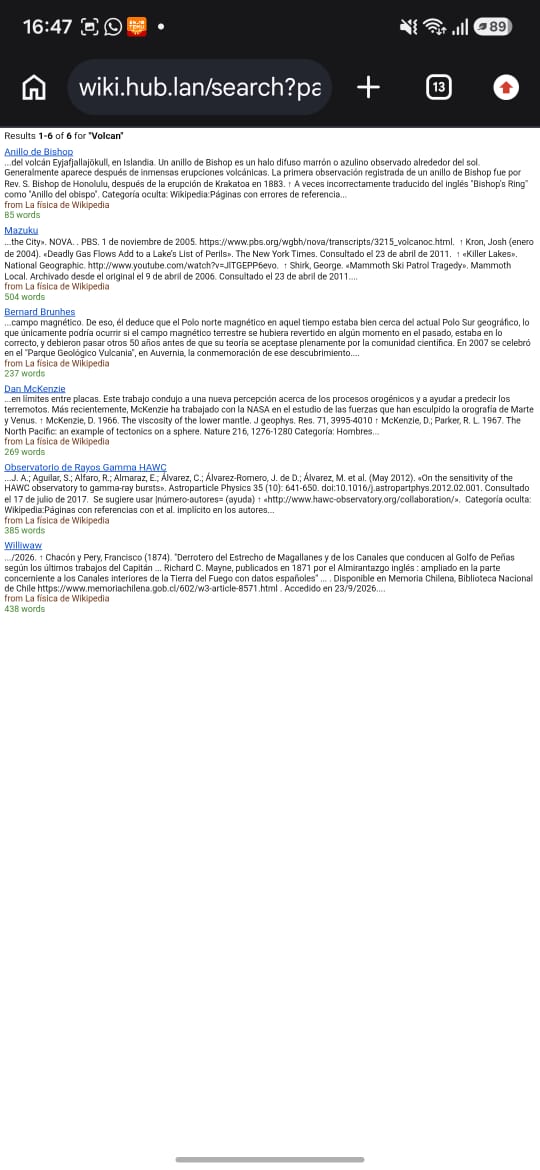 16:47
89
wiki.hub.lan/search?pa
13
Results 1-6 of 6 for "Volcan"
Anillo de Bishop
...del volcán Eyjafjallajökull, en Islandia. Un anillo de Bishop es un halo difuso marrón o azulino observado alrededor del sol.
Generalmente aparece después de inmensas erupciones volcánicas. La primera observación registrada de un anillo de Bishop fue por
Rev. S. Bishop de Honolulu, después de la erupción de Krakatoa en 1883. ↑ A veces incorrectamente traducido del inglés "Bishop's Ring"
como "Anillo del obispo". Categoría oculta: Wikipedia:Páginas con errores de referencia...
from La física de Wikipedia
85 words
Mazuku
...the City». NOVA. . PBS. 1 de noviembre de 2005. https://www.pbs.org/wgbh/nova/transcripts/3215_volcanoc.html. ↑ Kron, Josh (enero
de 2004). «Deadly Gas Flows Add to a Lake's List of Perils». The New York Times. Consultado el 23 de abril de 2011. ↑ «Killer Lakes».
National Geographic. http://www.youtube.com/watch?v=JlTGEPP6evo. ↑ Shirk, George. «Mammoth Ski Patrol Tragedy». Mammoth
Local. Archivado desde el original el 9 de abril de 2006. Consultado el 23 de abril de 2011....
from La física de Wikipedia
504 words
Bernard Brunhes
...campo magnético. De eso, él deduce que el Polo norte magnético en aquel tiempo estaba bien cerca del actual Polo Sur geográfico, lo
que únicamente podría ocurrir si el campo magnético terrestre se hubiera revertido en algún momento en el pasado, estaba en lo
correcto, y debieron pasar otros 50 años antes de que su teoría se aceptase plenamente por la comunidad científica. En 2007 se celebró
en el "Parque Geológico Vulcania", en Auvernia, la conmemoración de ese descubrimiento....
from La física de Wikipedia
237 words
Dan McKenzie
...en límites entre placas. Este trabajo condujo a una nueva percepción acerca de los procesos orogénicos y a ayudar a predecir los
terremotos. Más recientemente, McKenzie ha trabajado con la NASA en el estudio de las fuerzas que han esculpido la orografía de Marte
y Venus. ↑ McKenzie, D. 1966. The viscosity of the lower mantle. J geophys. Res. 71, 3995-4010 ↑ McKenzie, D.; Parker, R. L. 1967. The
North Pacific: an example of tectonics on a sphere. Nature 216, 1276-1280 Categoría: Hombres...
from La física de Wikipedia
269 words
Observatorio de Rayos Gamma HAWC
...J. A.; Aguilar, S.; Alfaro, R.; Almaraz, E.; Álvarez, C.; Álvarez-Romero, J. de D.; Álvarez, M. et al. (May 2012). «On the sensitivity of the
HAWC observatory to gamma-ray bursts». Astroparticle Physics 35 (10): 641-650. doi:10.1016/j.astropartphys.2012.02.001. Consultado
el 17 de julio de 2017. Se sugiere usar |número-autores= (ayuda) ↑ «http://www.hawc-observatory.org/collaboration/». Categoría oculta:
Wikipedia:Páginas con referencias con et al. implícito en los autores...
from La física de Wikipedia
385 words
Williwaw
.../2026. ↑ Chacón y Pery, Francisco (1874). "Derrotero del Estrecho de Magallanes y de los Canales que conducen al Golfo de Peñas
según los últimos trabajos del Capitán ... Richard C. Mayne, publicados en 1871 por el Almirantazgo inglés : ampliado en la parte
concerniente a los Canales interiores de la Tierra del Fuego con datos españoles" ... . Disponible en Memoria Chilena, Biblioteca Nacional
de Chile https://www.memoriachilena.gob.cl/602/w3-article-8571.html . Accedido en 23/9/2026....
from La física de Wikipedia
438 words